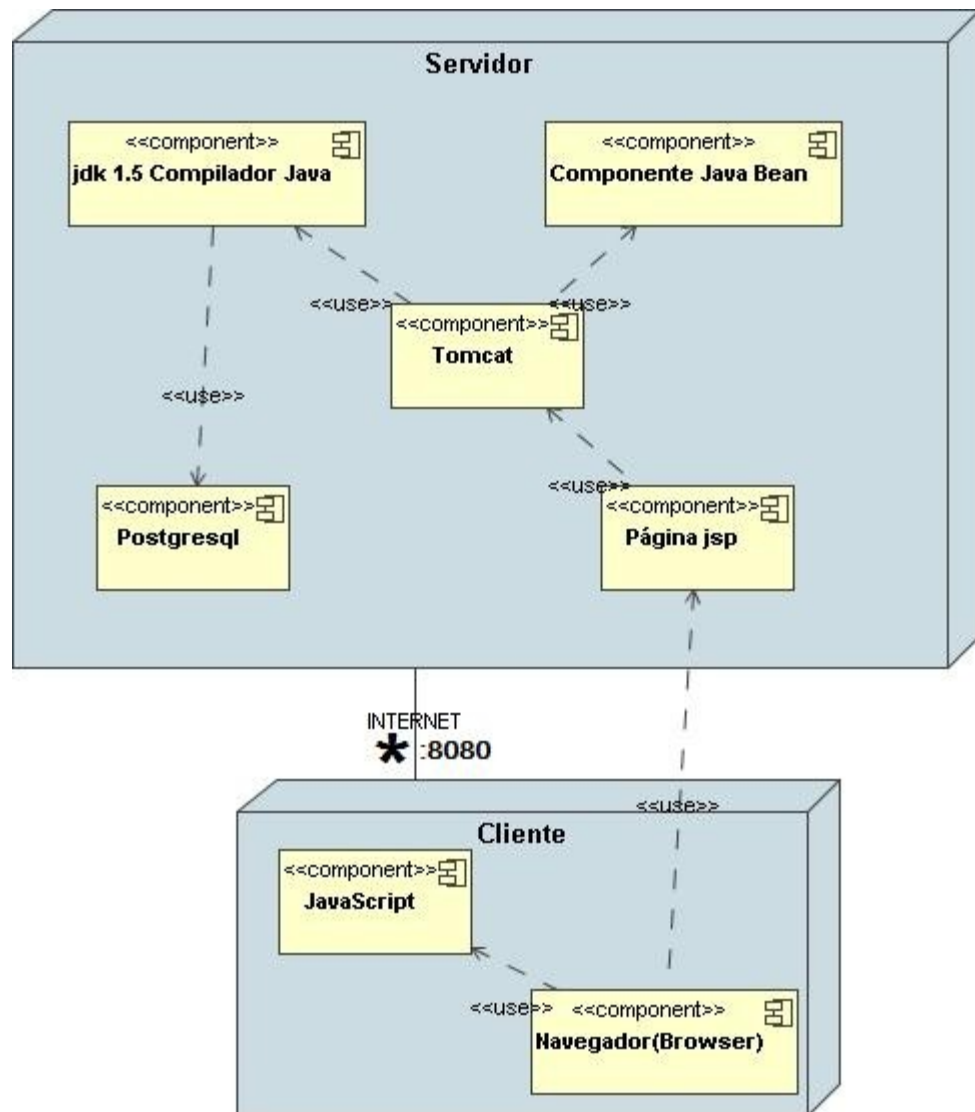 Servidor
<<component>>
jdk 1.5 Compilador Java
<<component>>
Componente Java Bean
<<use>>
<<use>>
<<component>>
Tomcat
<<use>>
<<use>>
<<component>>
Postgresql
<<component>>
Página jsp
INTERNET
* :8080
<<use>>
Cliente
<<component>>
JavaScript
<<use>>
<<component>>
Navegador(Browser)